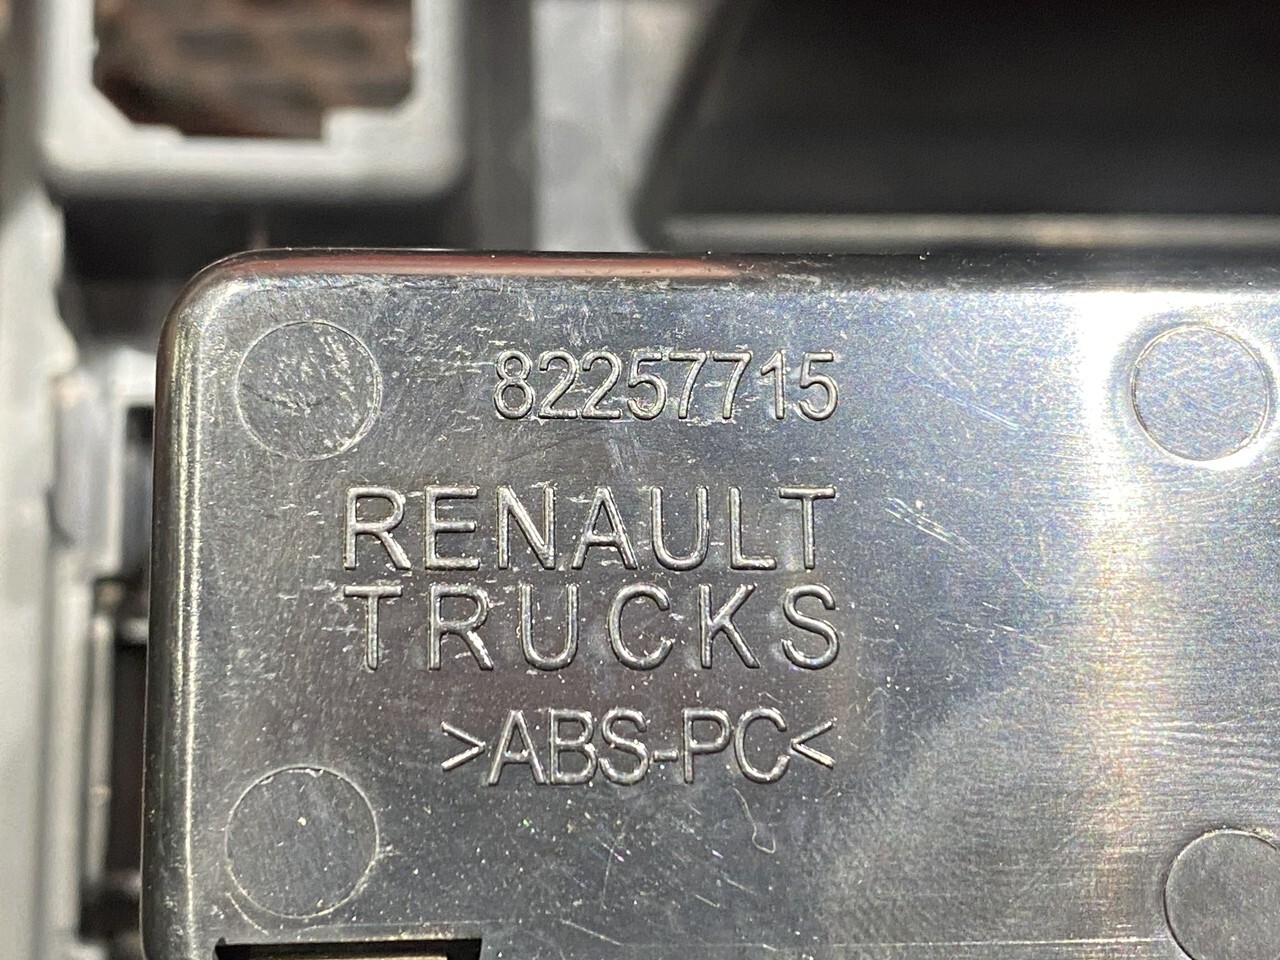 82257715
RENAULT
TRUCKS
>ABS-PC<